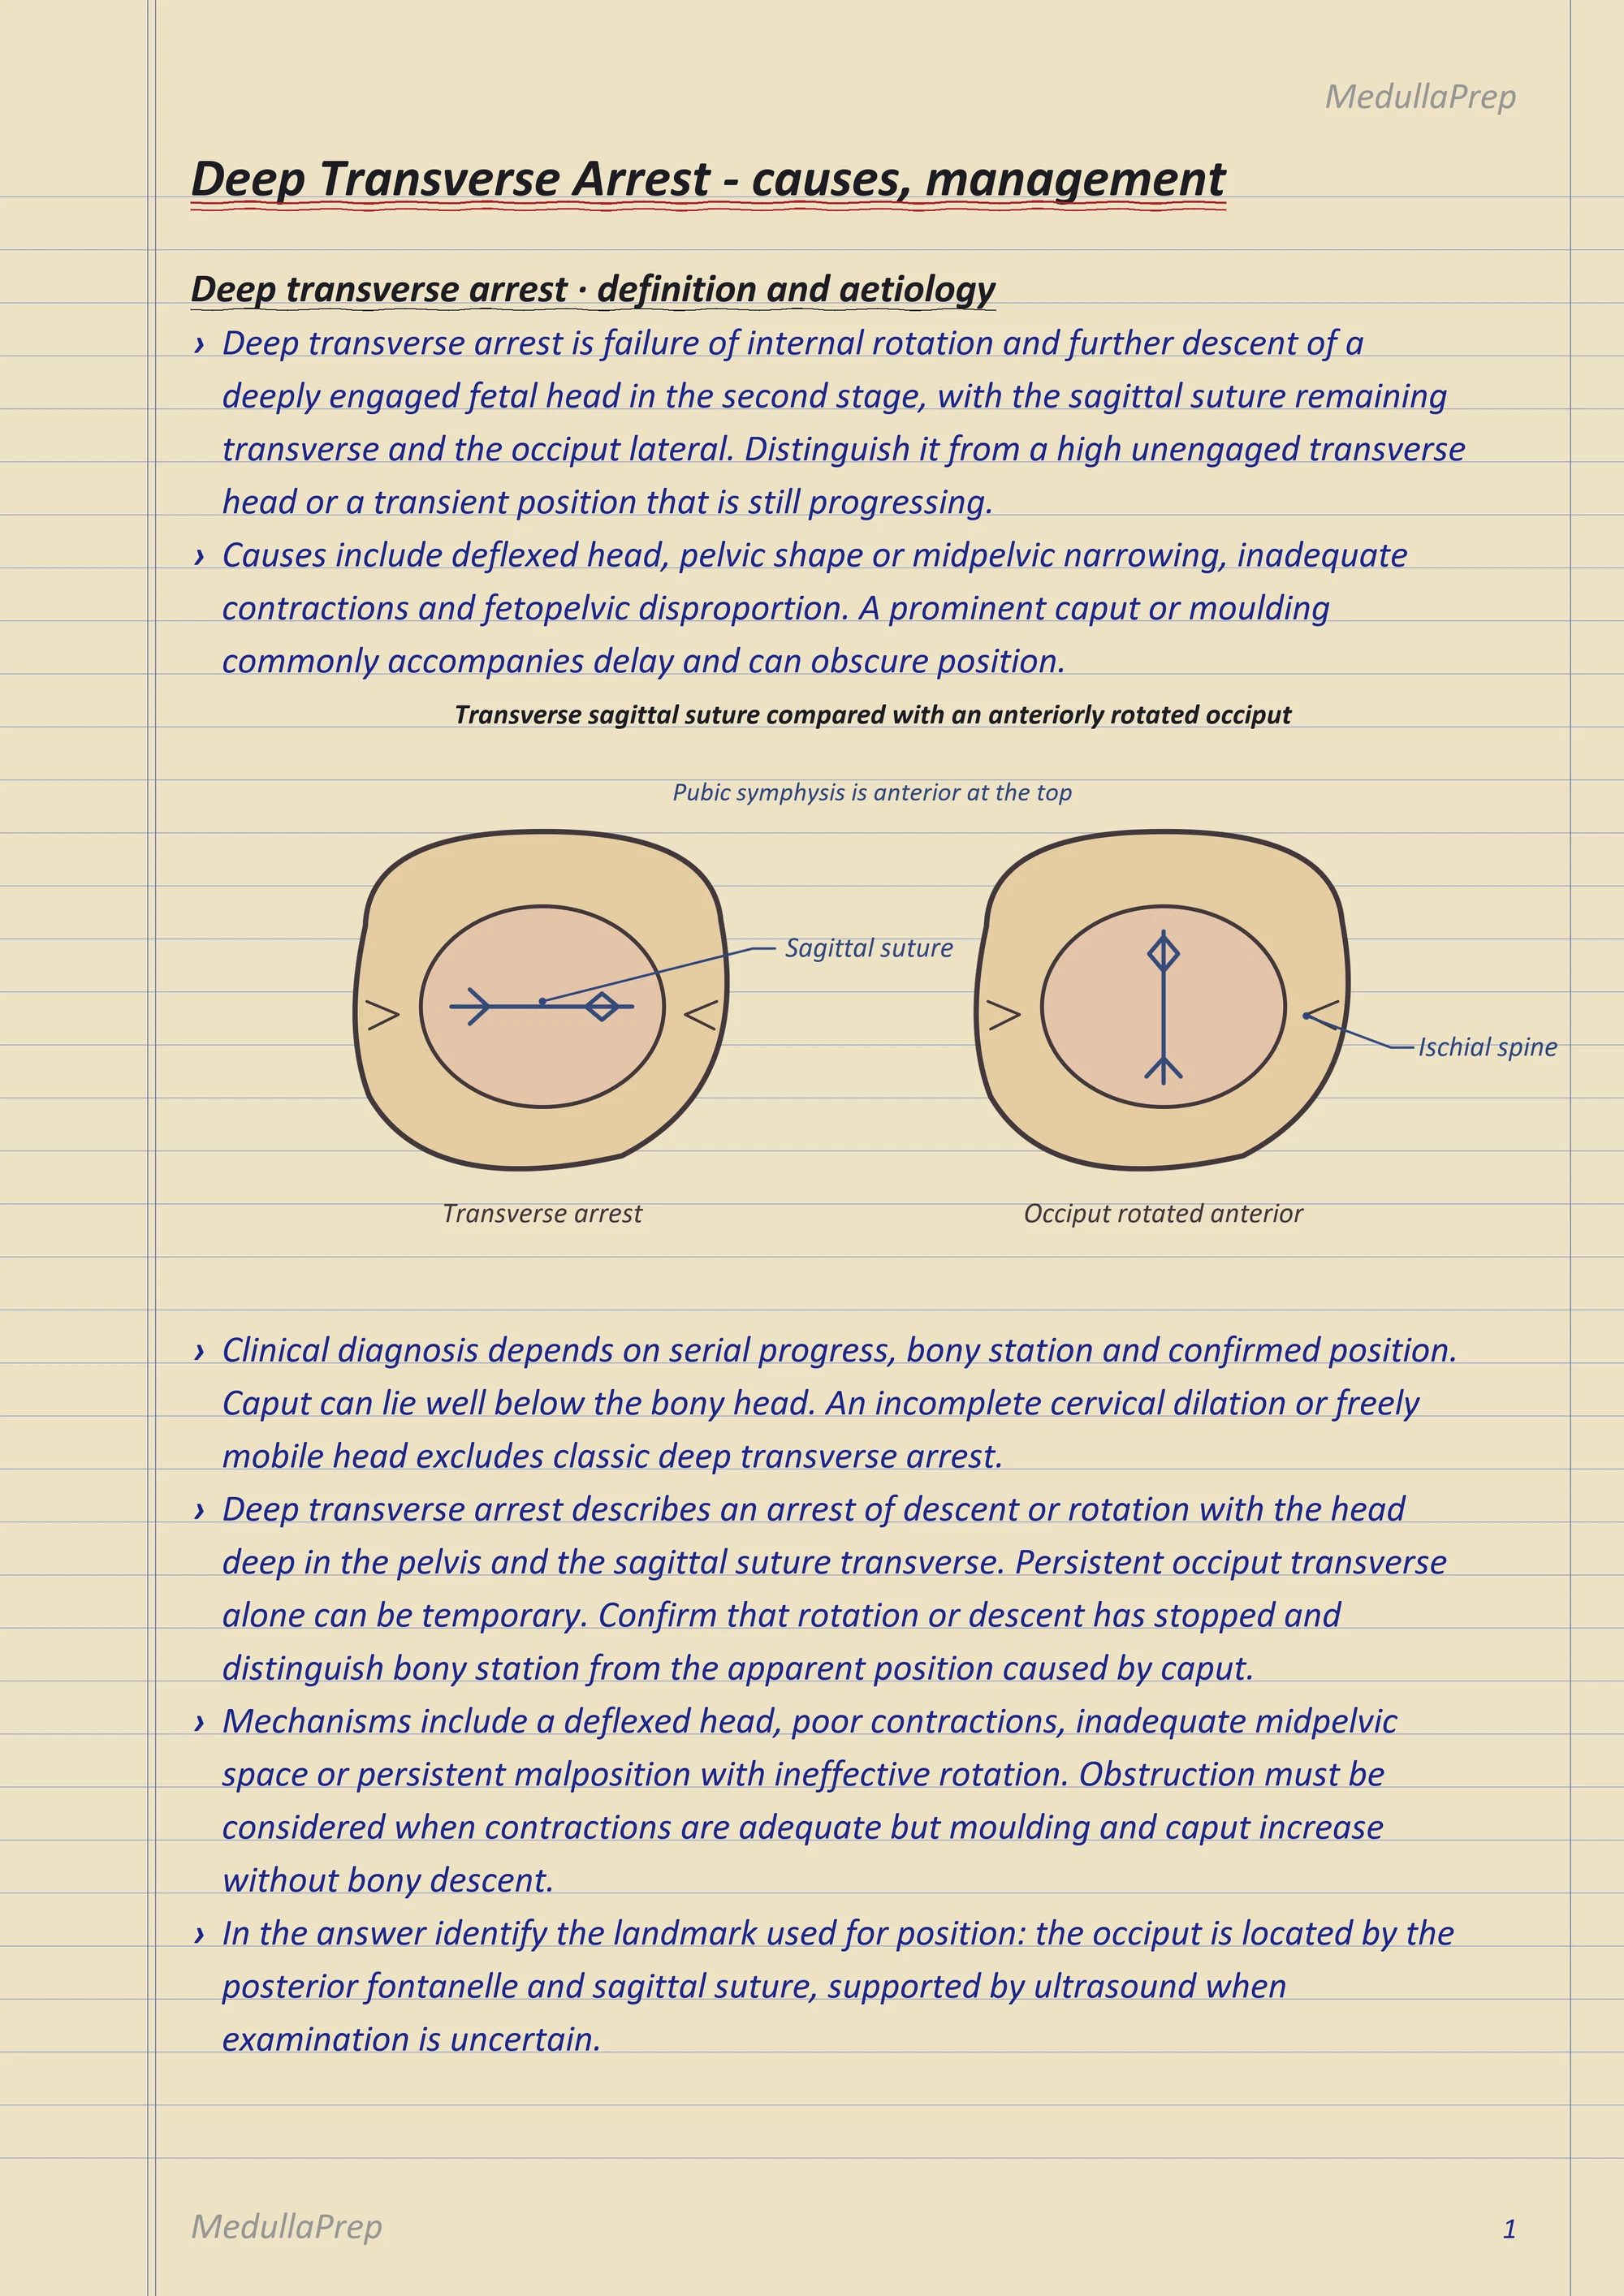 MedullaPrep
Deep Transverse Arrest - causes, management
Deep transverse arrest · definition and aetiology
› Deep transverse arrest is failure of internal rotation and further descent of a
deeply engaged fetal head in the second stage, with the sagittal suture remaining
transverse and the occiput lateral. Distinguish it from a high unengaged transverse
head or a transient position that is still progressing.
› Causes include deflexed head, pelvic shape or midpelvic narrowing, inadequate
contractions and fetopelvic disproportion. A prominent caput or moulding
commonly accompanies delay and can obscure position.
Transverse sagittal suture compared with an anteriorly rotated occiput
Pubic symphysis is anterior at the top
Sagittal suture
Ischial spine
Transverse arrest
Occiput rotated anterior
› Clinical diagnosis depends on serial progress, bony station and confirmed position.
Caput can lie well below the bony head. An incomplete cervical dilation or freely
mobile head excludes classic deep transverse arrest.
› Deep transverse arrest describes an arrest of descent or rotation with the head
deep in the pelvis and the sagittal suture transverse. Persistent occiput transverse
alone can be temporary. Confirm that rotation or descent has stopped and
distinguish bony station from the apparent position caused by caput.
› Mechanisms include a deflexed head, poor contractions, inadequate midpelvic
space or persistent malposition with ineffective rotation. Obstruction must be
considered when contractions are adequate but moulding and caput increase
without bony descent.
› In the answer identify the landmark used for position: the occiput is located by the
posterior fontanelle and sagittal suture, supported by ultrasound when
examination is uncertain.
MedullaPrep
1